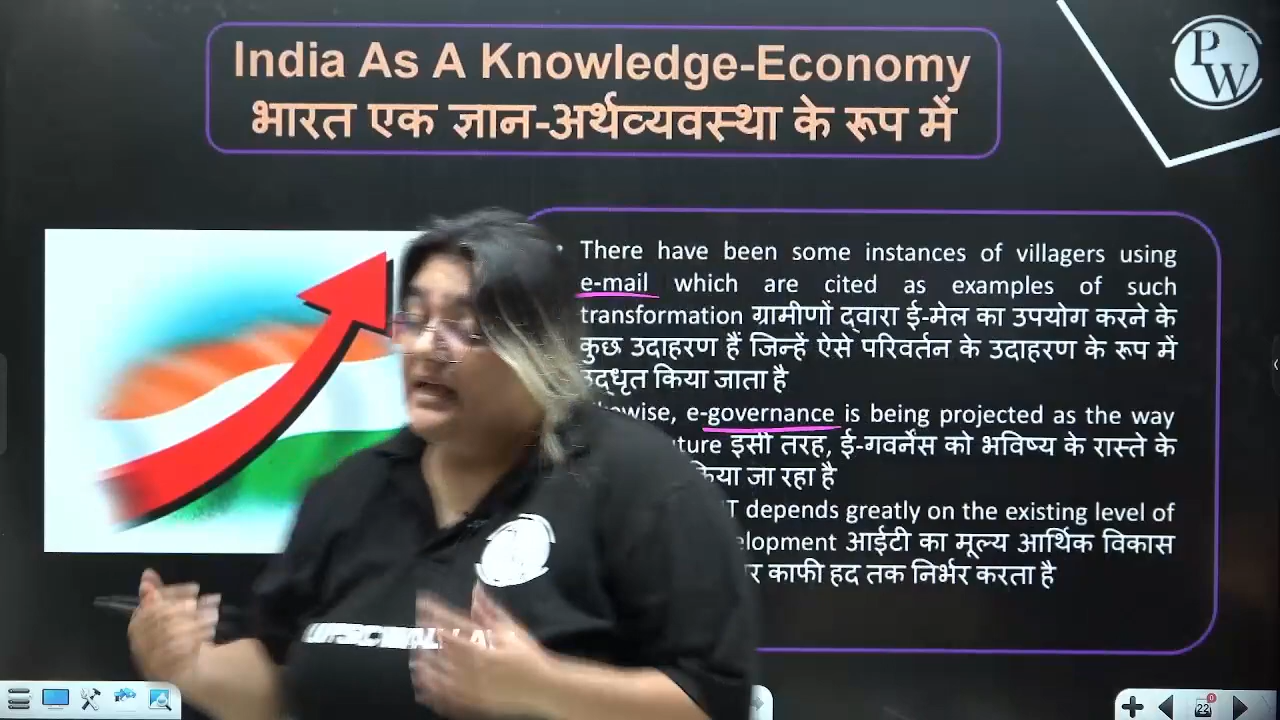 India As A Knowledge-Economy
भारत एक ज्ञान-अर्थव्यवस्था के रूप में
PW
There have been some instances of villagers using
e-mail which are cited as examples of such
transformation ग्रामीणों द्वारा ई-मेल का उपयोग करने के
कुछ उदाहरण हैं जिन्हें ऐसे परिवर्तन के उदाहरण के रूप में
उद्धृत किया जाता है
e-governance is being projected as the way
इसी तरह, ई-गवर्नेंस को भविष्य के रास्ते के
किया जा रहा है
depends greatly on the existing level of
आईटी का मूल्य आर्थिक विकास
काफी हद तक निर्भर करता है
22